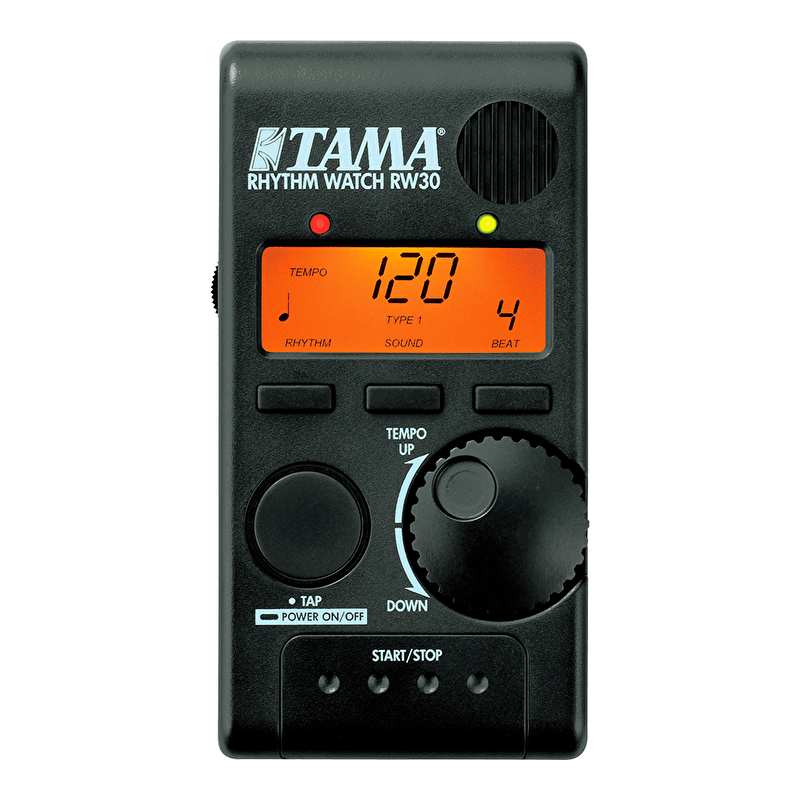 TAMA®
RHYTHM WATCH RW30
TEMPO
120
TYPE 1
4
RHYTHM SOUND BEAT
TEMPO
UP
DOWN
• TAP
POWER ON/OFF
START/STOP